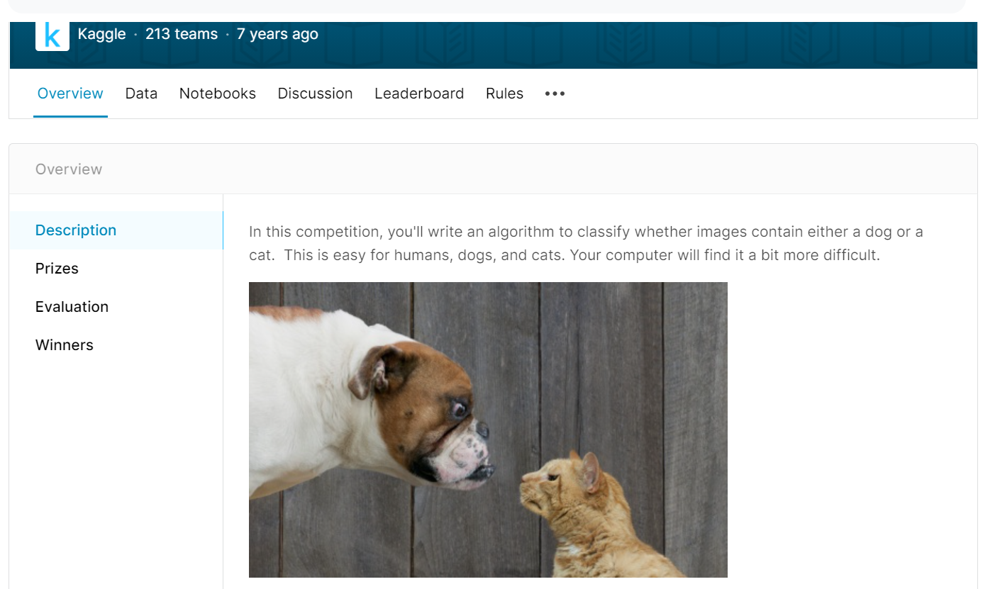 k Kaggle · 213 teams · 7 years ago
Overview Data Notebooks Discussion Leaderboard Rules •••
Overview
Description
Prizes
Evaluation
Winners
In this competition, you'll write an algorithm to classify whether images contain either a dog or a
cat.  This is easy for humans, dogs, and cats. Your computer will find it a bit more difficult.